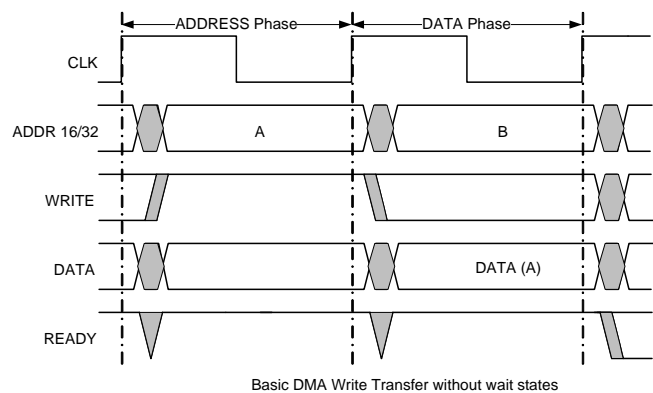 ADDRESS Phase DATA Phase
CLK
ADDR 16/32 A B
WRITE
DATA DATA (A)
READY
Basic DMA Write Transfer without wait states